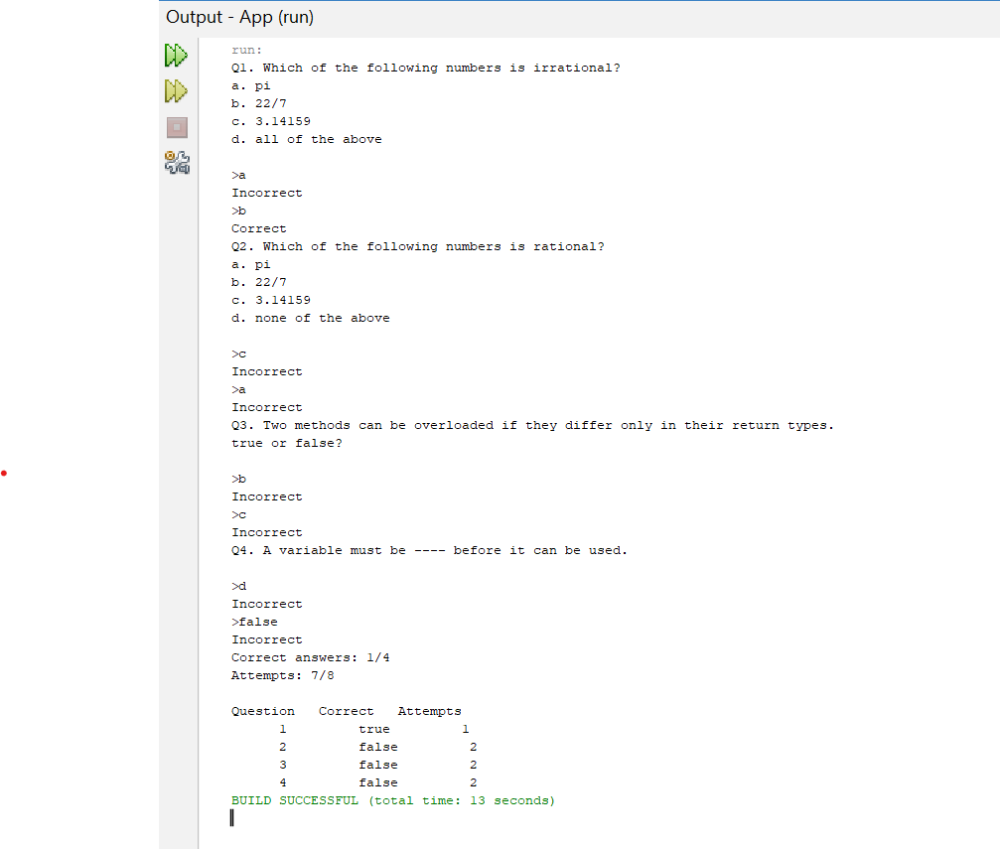 Output - App (run)
run:
Q1. Which of the following numbers is irrational?
a. pi
b. 22/7
c. 3.14159
d. all of the above
>a
Incorrect
>b
Correct
Q2. Which of the following numbers is rational?
a. pi
b. 22/7
c. 3.14159
d. none of the above
>c
Incorrect
>a
Incorrect
Q3. Two methods can be overloaded if they differ only in their return types.
true or false?
>b
Incorrect
>c
Incorrect
Q4. A variable must be ---- before it can be used.
>d
Incorrect
>false
Incorrect
Correct answers: 1/4
Attempts: 7/8
Question Correct Attempts
1 true 1
2 false 2
3 false 2
4 false 2
BUILD SUCCESSFUL (total time: 13 seconds)